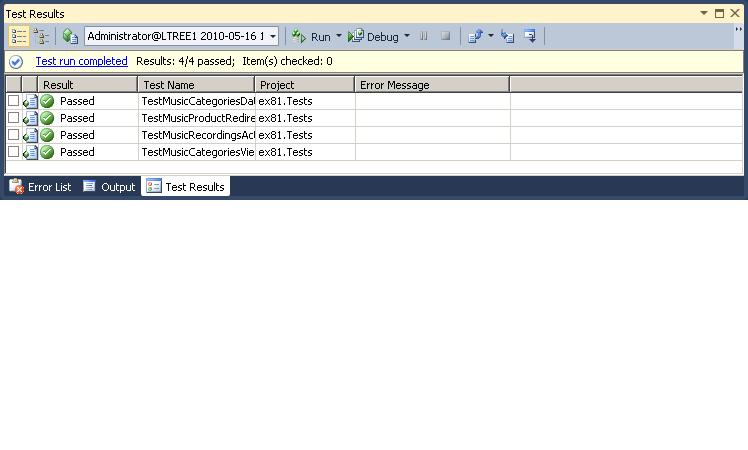 Test Results
Administrator@LTREE1 2010-05-16 1 Run Debug
Test run completed Results: 4/4 passed; Item(s) checked: 0
Result Test Name Project Error Message
Passed TestMusicCategoriesDa ex81.Tests
Passed TestMusicProductRedire ex81.Tests
Passed TestMusicRecordingsAc ex81.Tests
Passed TestMusicCategoriesVie ex81.Tests
Error List Output Test Results